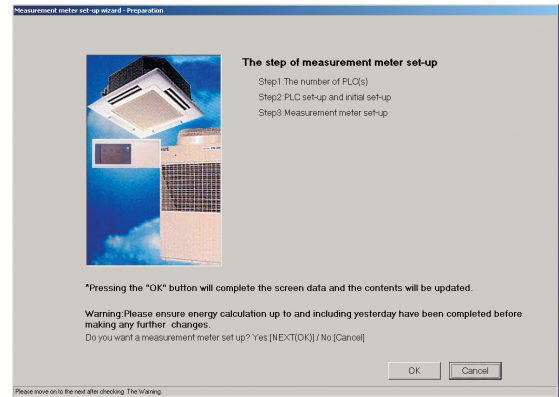 Measurement meter set-up wizard - Preparation
The step of measurement meter set-up
Step1:The number of PLC(s)
Step2:PLC set-up and initial set-up
Step3:Measurement meter set-up
*Pressing the "OK" button will complete the screen data and the contents will be updated.
Warning:Please ensure energy calculation up to and including yesterday have been completed before
making any further changes.
Do you want a measurement meter set up? Yes:[NEXT(OK)] / No:[Cancel]
OK
Cancel
Please move on to the next after checking The Warning.